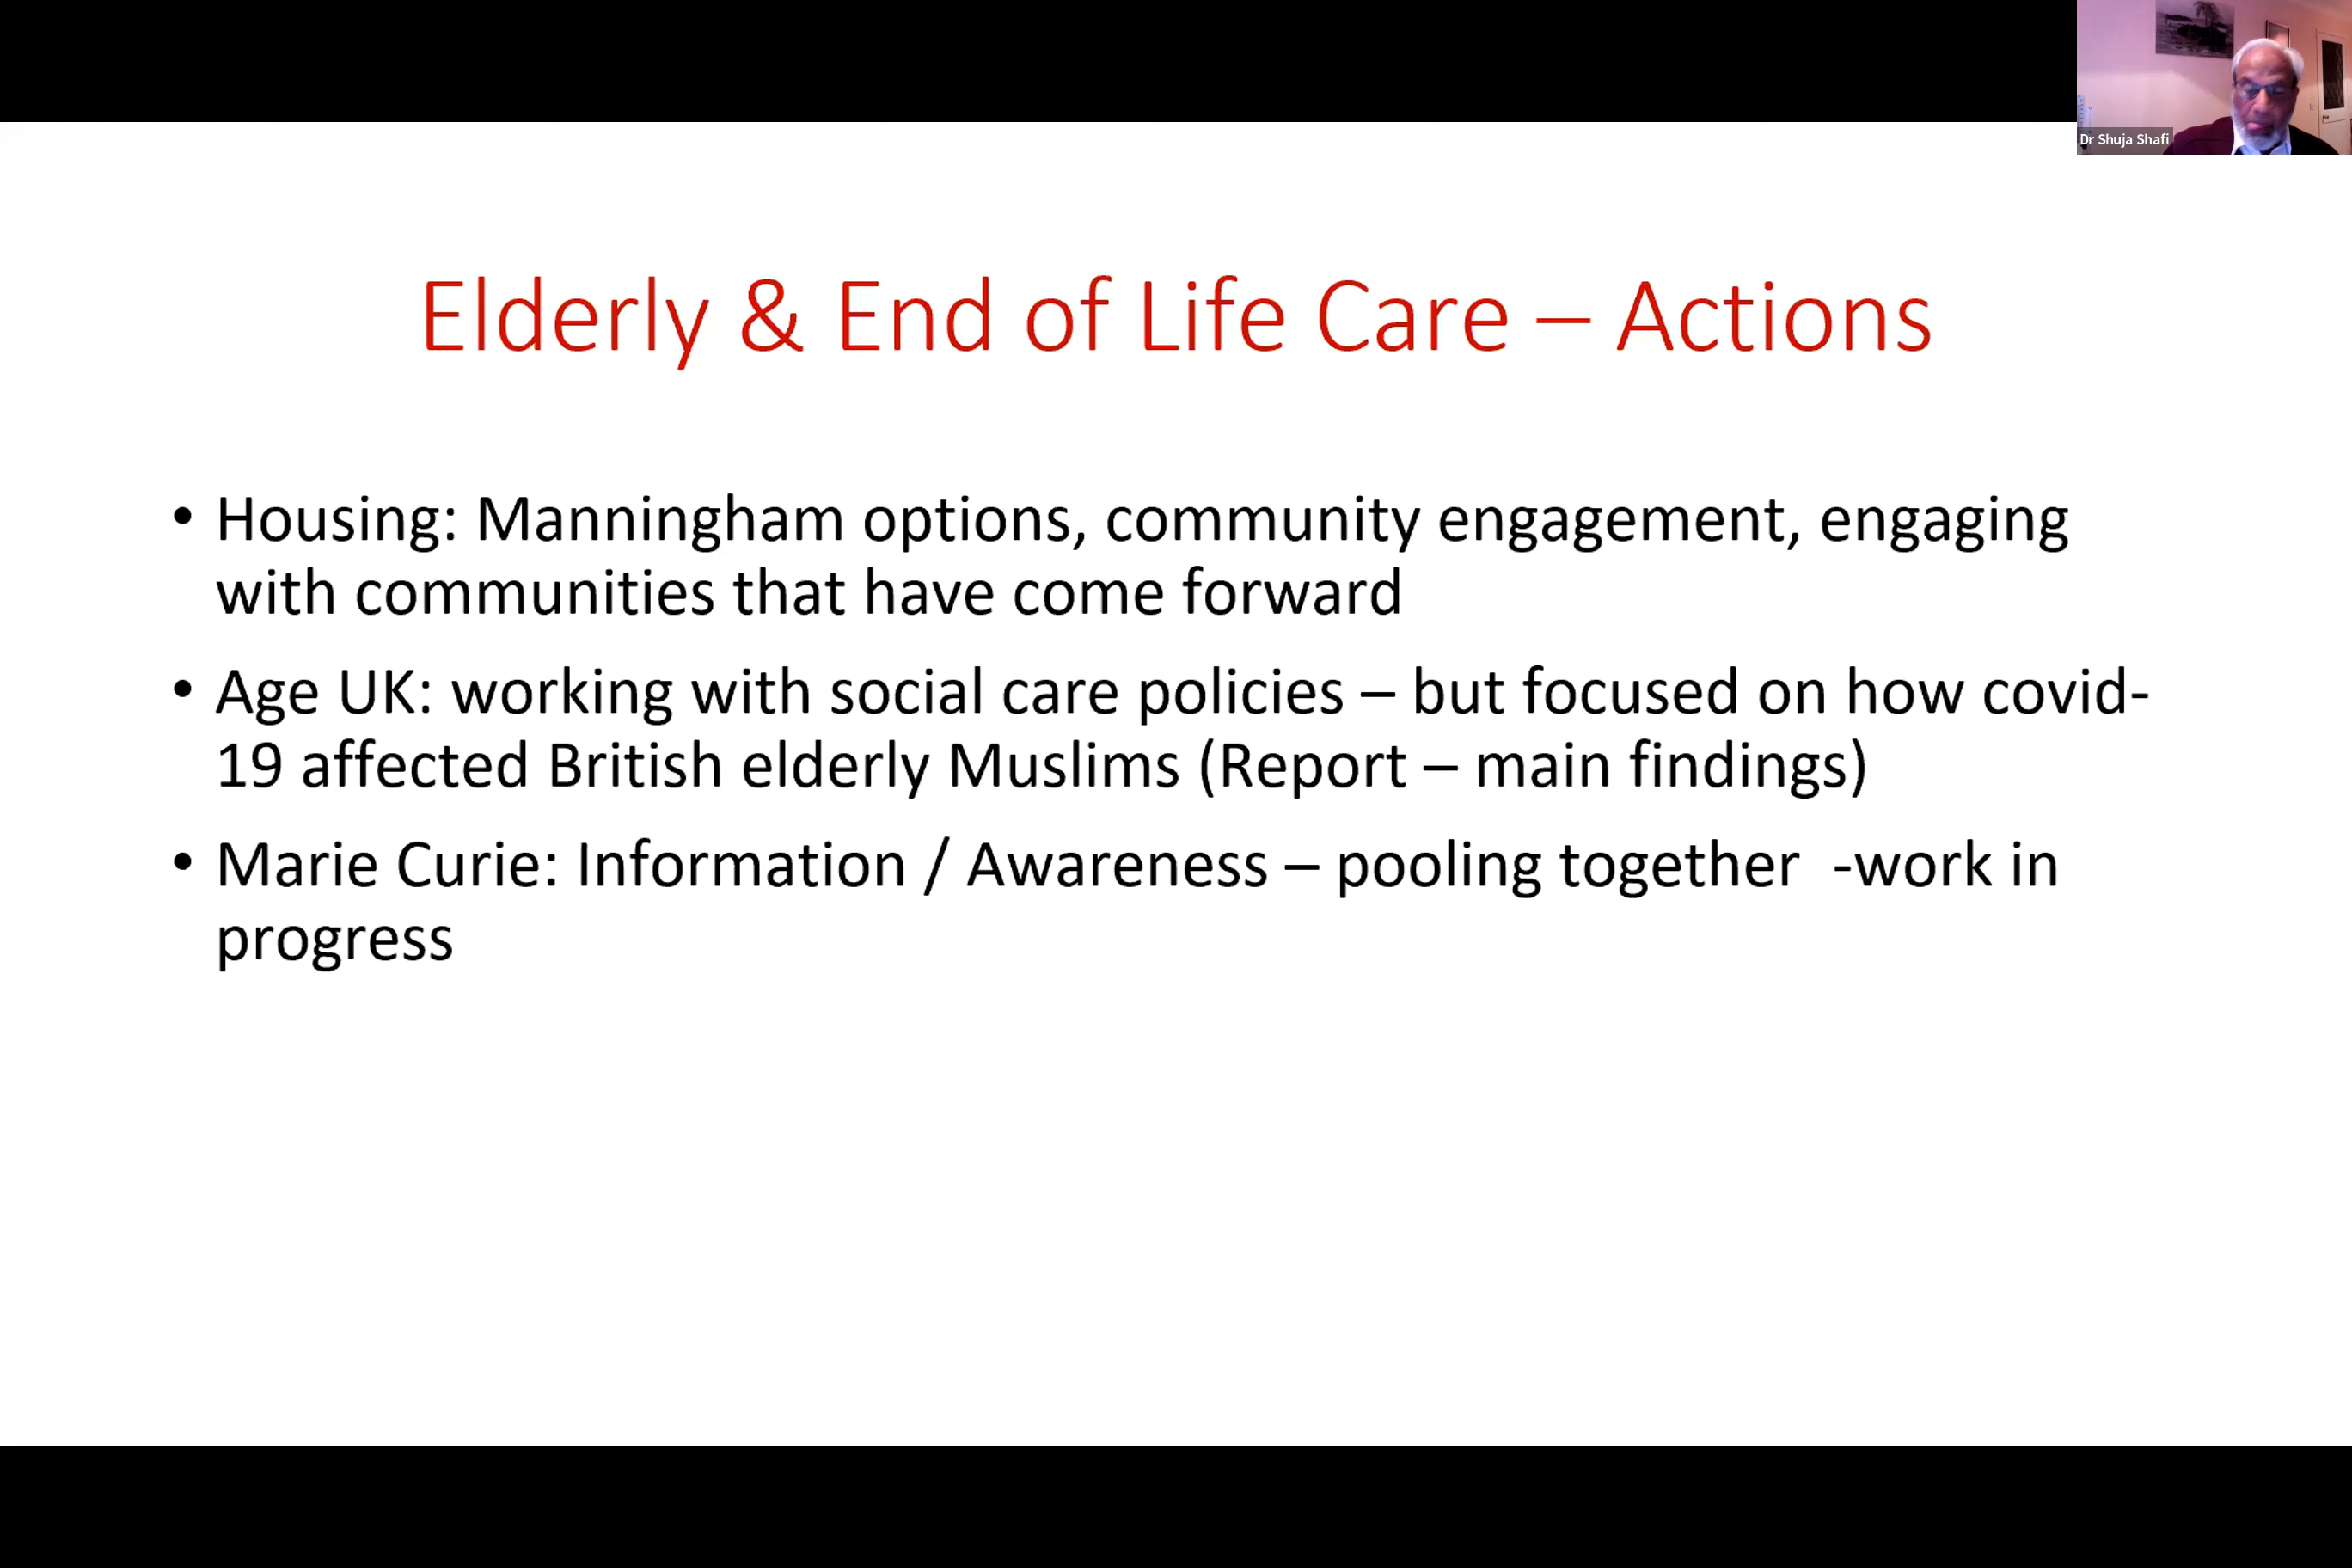 Dr Shuja Shafi
Elderly & End of Life Care – Actions
• Housing: Manningham options, community engagement, engaging
with communities that have come forward
• Age UK: working with social care policies – but focused on how covid-
19 affected British elderly Muslims (Report – main findings)
• Marie Curie: Information / Awareness – pooling together  -work in
progress